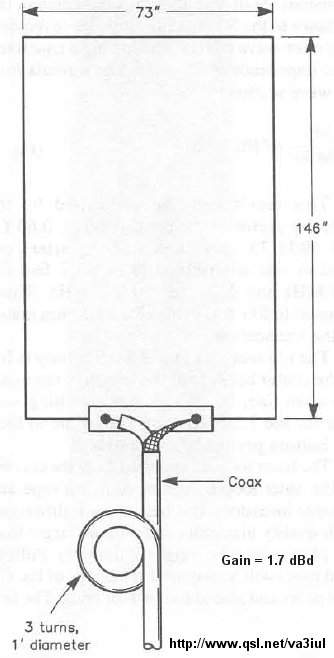 73"
146"
Coax
Gain = 1.7 dBd
3 turns,
1' diameter
http://www.qsl.net/va3iul